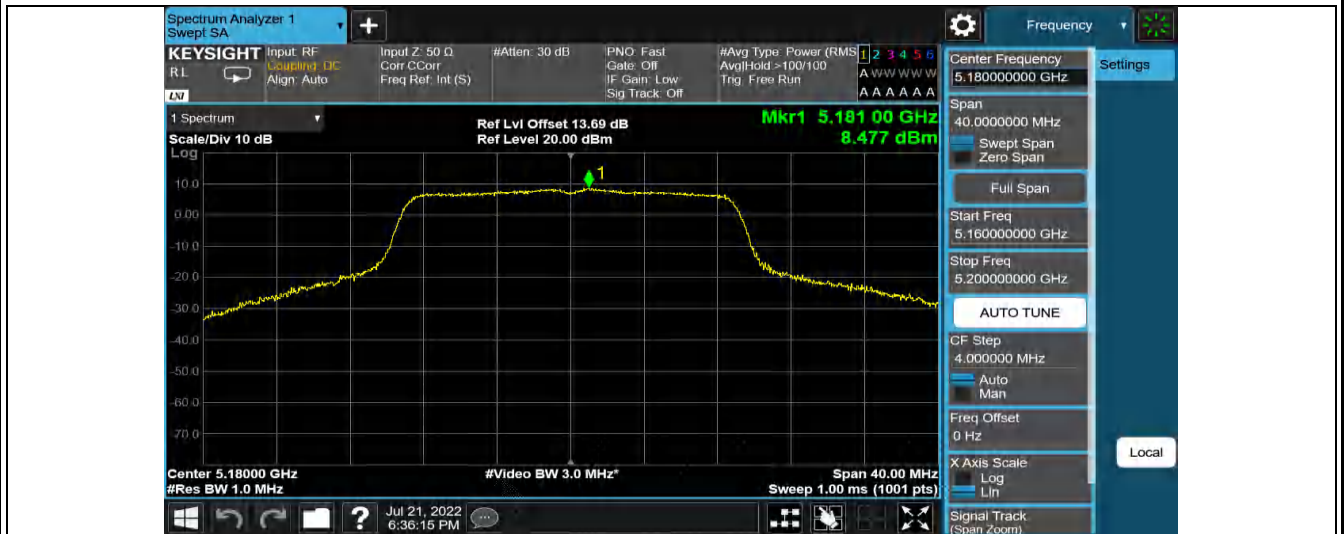 Spectrum Analyzer 1
Swept SA
Frequency
KEYSIGHT
RL
LXI
Input: RF
Coupling: DC
Align: Auto
Input Z: 50 Ω
Corr CCorr
Freq Ref: Int (S)
#Atten: 30 dB
PNO: Fast
Gate: Off
IF Gain: Low
Sig Track: Off
#Avg Type: Power (RMS
Avg|Hold:>100/100
Trig: Free Run
1 2 3 4 5 6
A W W W W W
A A A A A A
1 Spectrum
Scale/Div 10 dB
Log
Ref Lvl Offset 13.69 dB
Ref Level 20.00 dBm
Mkr1 5.181 00 GHz
8.477 dBm
1
10.0
0.00
-10.0
-20.0
-30.0
-40.0
-50.0
-60.0
-70.0
Center 5.18000 GHz
#Res BW 1.0 MHz
#Video BW 3.0 MHz*
Span 40.00 MHz
Sweep 1.00 ms (1001 pts)
Center Frequency
5.180000000 GHz
Span
40.0000000 MHz
Swept Span
Zero Span
Full Span
Start Freq
5.160000000 GHz
Stop Freq
5.200000000 GHz
AUTO TUNE
CF Step
4.000000 MHz
Auto
Man
Freq Offset
0 Hz
X Axis Scale
Log
Lin
Signal Track
(Span Zoom)
Settings
Local
?
Jul 21, 2022
6:36:15 PM